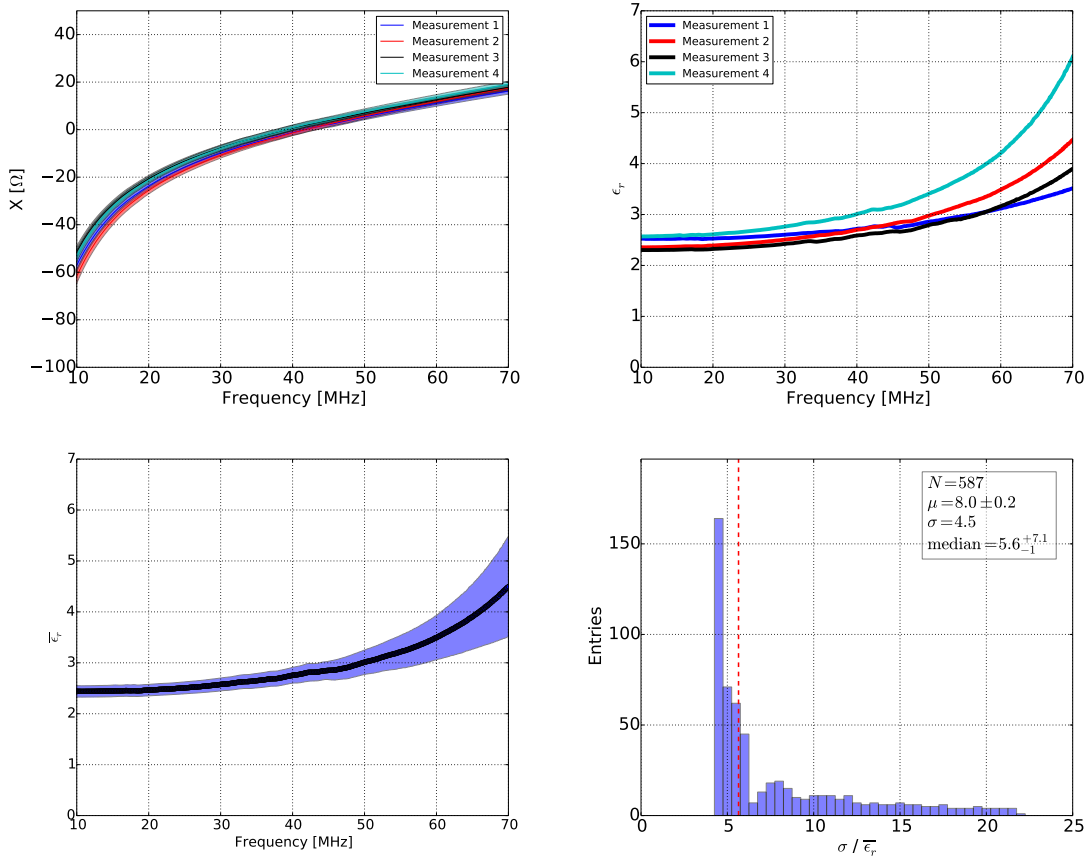 40
20
0
−20
−40
−60
−80
−100
X [Ω]
10 20 30 40 50 60 70
Frequency [MHz]
Measurement 1
Measurement 2
Measurement 3
Measurement 4
7
6
5
4
3
2
1
0
ϵr
10 20 30 40 50 60 70
Frequency [MHz]
Measurement 1
Measurement 2
Measurement 3
Measurement 4
7
6
5
4
3
2
1
0
ϵ̅r
10 20 30 40 50 60 70
Frequency [MHz]
150
100
50
0
Entries
0 5 10 15 20 25
σ / ϵ̅r
N=587
μ=8.0±0.2
σ=4.5
median=5.6 +7.1 −1